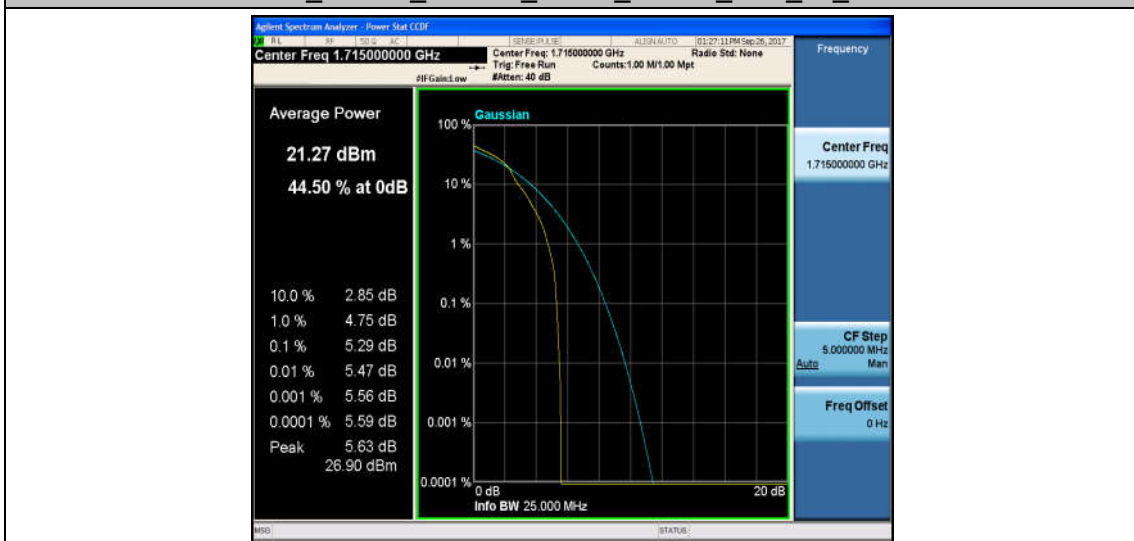 Agilent Spectrum Analyzer - Power Stat CCDF
RL RF 50 Ω AC SENSE:PULSE ALIGN AUTO 01:27:11 PM Sep 26, 2017
Center Freq 1.715000000 GHz
Center Freq: 1.715000000 GHz Radio Std: None
Trig: Free Run Counts:1.00 M/1.00 Mpt
#IFGain:Low #Atten: 40 dB
Frequency
Average Power
21.27 dBm
44.50 % at 0dB
10.0 % 2.85 dB
1.0 % 4.75 dB
0.1 % 5.29 dB
0.01 % 5.47 dB
0.001 % 5.56 dB
0.0001 % 5.59 dB
Peak 5.63 dB
26.90 dBm
Gaussian
100 %
10 %
1 %
0.1 %
0.01 %
0.001 %
0.0001 %
0 dB 20 dB
Info BW 25.000 MHz
Center Freq
1.715000000 GHz
CF Step
5.000000 MHz
Auto Man
Freq Offset
0 Hz
MSG STATUS